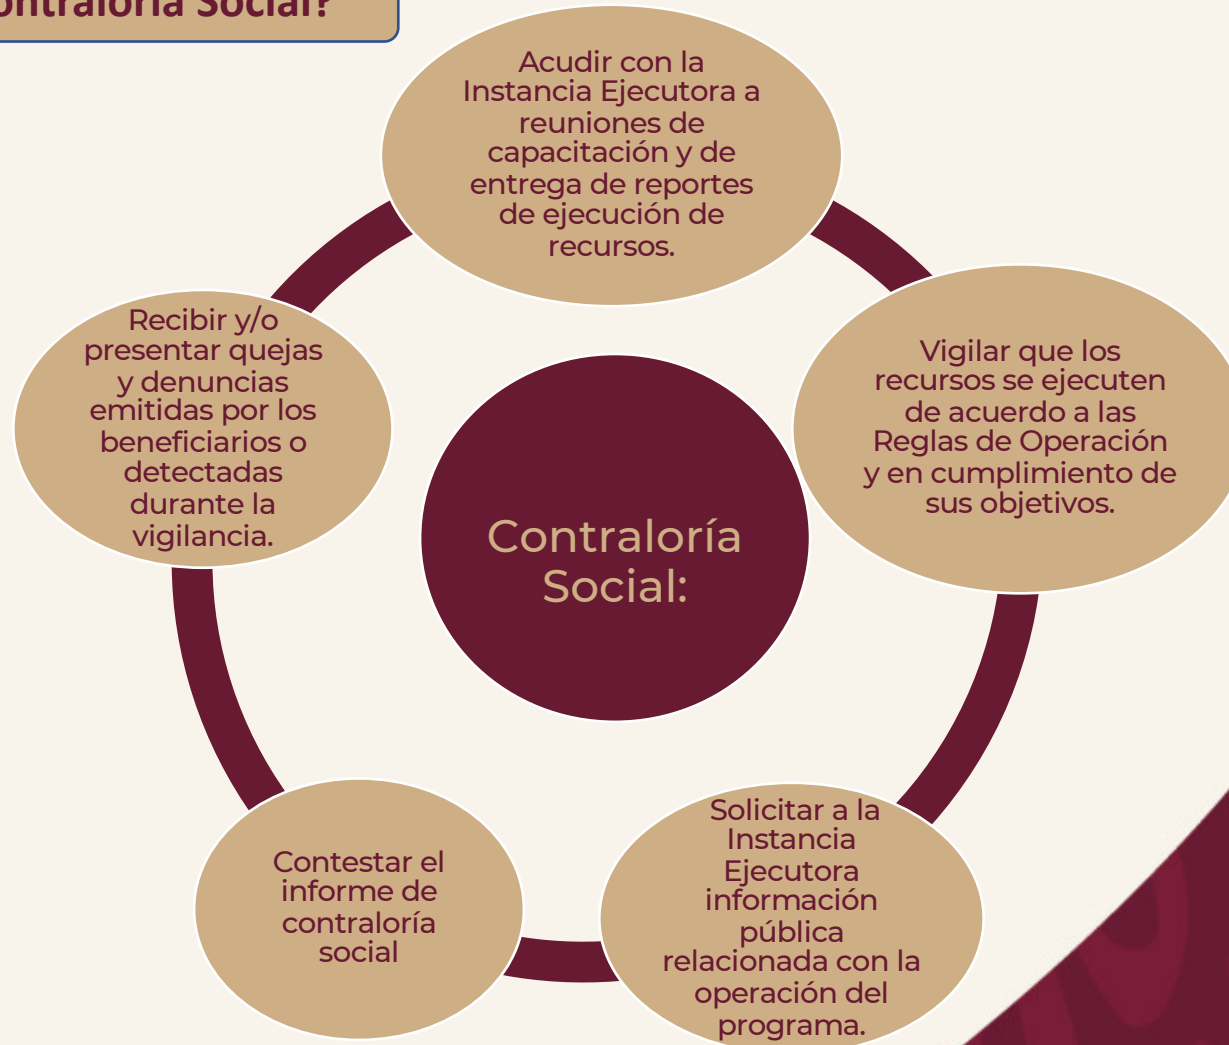 ontraloría Social?
Acudir con la
Instancia Ejecutora a
reuniones de
capacitación y de
entrega de reportes
de ejecución de
recursos.
Vigilar que los
recursos se ejecuten
de acuerdo a las
Reglas de Operación
y en cumplimiento de
sus objetivos.
Solicitar a la
Instancia
Ejecutora
información
pública
relacionada con la
operación del
programa.
Contestar el
informe de
contraloría
social
Recibir y/o
presentar quejas
y denuncias
emitidas por los
beneficiarios o
detectadas
durante la
vigilancia.
Contraloría
Social: